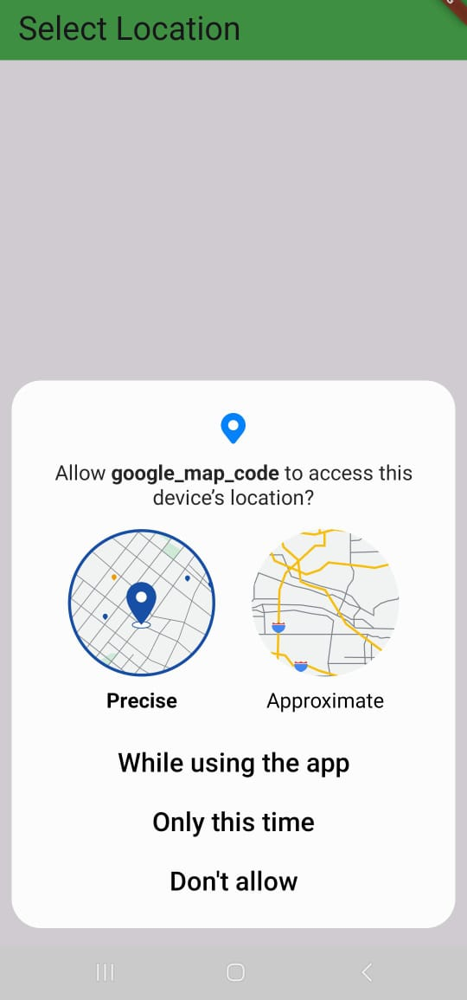 Select Location
Allow google_map_code to access this
device’s location?
Precise
Approximate
While using the app
Only this time
Don't allow